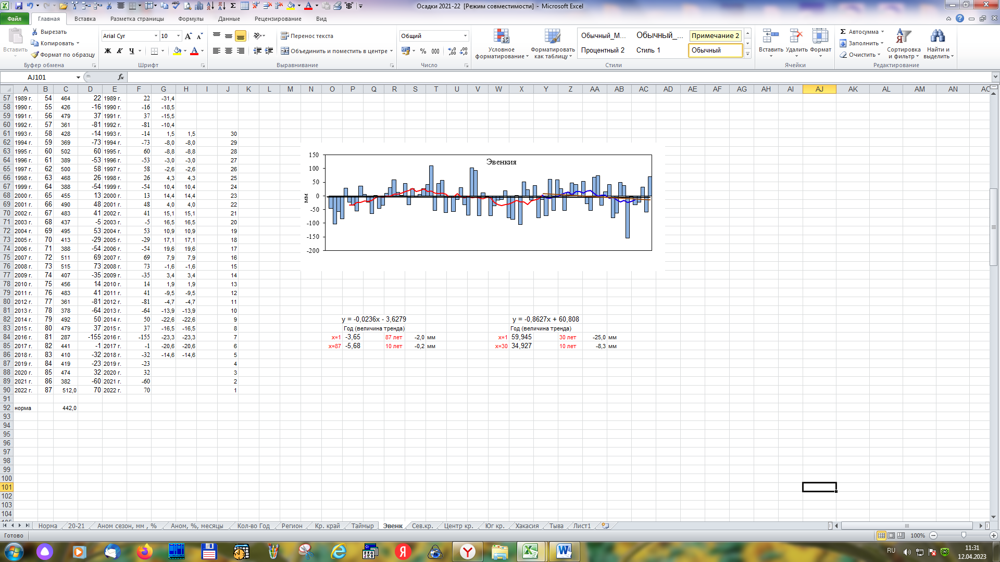 Осадки 2021-22 [Режим совместимости] - Microsoft Excel
Файл Главная Вставка Разметка страницы Формулы Данные Рецензирование Вид
Вставить
Вырезать
Копировать
Формат по образцу
Буфер обмена
Arial Cyr 10
Ж К Ч
Шрифт
Перенос текста
Объединить и поместить в центре
Выравнивание
Общий
% 000
Число
Условное форматирование
Форматировать как таблицу
Обычный_М... Обычный_... Примечание 2
Процентный 2 Стиль 1 Обычный
Стили
Вставить Удалить Формат
Ячейки
Автосумма
Заполнить
Очистить
Сортировка и фильтр
Найти и выделить
Редактирование
AJ101 fx
A B C D E F G H I J K L M N O P Q R S T U V W X Y Z AA AB AC AD AE AF AG AH AI AJ AK AL AM AN
57 1989 г. 54 464 22 1989 г. 22 -31,4
58 1990 г. 55 426 -16 1990 г. -16 -18,5
59 1991 г. 56 479 37 1991 г. 37 -15,5
60 1992 г. 57 361 -81 1992 г. -81 -10,4
61 1993 г. 58 428 -14 1993 г. -14 1,5 1,5 30
62 1994 г. 59 369 -73 1994 г. -73 -8,0 -8,0 29
63 1995 г. 60 502 60 1995 г. 60 -8,8 -8,8 28
64 1996 г. 61 389 -53 1996 г. -53 -3,0 -3,0 27
65 1997 г. 62 500 58 1997 г. 58 -2,6 -2,6 26
66 1998 г. 63 468 26 1998 г. 26 4,3 4,3 25
67 1999 г. 64 388 -54 1999 г. -54 10,4 10,4 24
68 2000 г. 65 455 13 2000 г. 13 14,4 14,4 23
69 2001 г. 66 490 48 2001 г. 48 4,0 4,0 22
70 2002 г. 67 483 41 2002 г. 41 15,1 15,1 21
71 2003 г. 68 437 -5 2003 г. -5 16,5 16,5 20
72 2004 г. 69 495 53 2004 г. 53 10,9 10,9 19
73 2005 г. 70 413 -29 2005 г. -29 17,1 17,1 18
74 2006 г. 71 388 -54 2006 г. -54 19,6 19,6 17
75 2007 г. 72 511 69 2007 г. 69 7,9 7,9 16
76 2008 г. 73 515 73 2008 г. 73 -1,6 -1,6 15
77 2009 г. 74 407 -35 2009 г. -35 3,4 3,4 14
78 2010 г. 75 456 14 2010 г. 14 1,9 1,9 13
79 2011 г. 76 483 41 2011 г. 41 -9,5 -9,5 12
80 2012 г. 77 361 -81 2012 г. -81 -4,7 -4,7 11
81 2013 г. 78 378 -64 2013 г. -64 -13,9 -13,9 10
82 2014 г. 79 492 50 2014 г. 50 -22,6 -22,6 9
83 2015 г. 80 479 37 2015 г. 37 -16,5 -16,5 8
84 2016 г. 81 287 -155 2016 г. -155 -23,3 -23,3 7
85 2017 г. 82 441 -1 2017 г. -1 -20,6 -20,6 6
86 2018 г. 83 410 -32 2018 г. -32 -14,6 -14,6 5
87 2019 г. 84 419 -23 2019 г. -23 4
88 2020 г. 85 474 32 2020 г. 32 3
89 2021 г. 86 382 -60 2021 г. -60 2
90 2022 г. 87 512,0 70 2022 г. 70 1
91
92 норма 442,0
93
94
95
96
97
98
99
100
101
102
103
104
Эвенкия
мм
150
100
50
0
-50
-100
-150
-200
y = -0,0236x - 3,6279
Год (величина тренда)
x=1 -3,65 87 лет -2,0 мм
x=87 -5,68 10 лет -0,2 мм
y = -0,8627x + 60,808
Год (величина тренда)
x=1 59,945 30 лет -25,0 мм
x=30 34,927 10 лет -8,3 мм
Норма 20-21 Аном сезон, мм , % Аном, %, месяцы Кол-во Год Регион Кр. край Таймыр Эвенк Сев.кр. Центр кр. Юг кр. Хакасия Тыва Лист1
Готово 100%
RU 11:31
12.04.2023